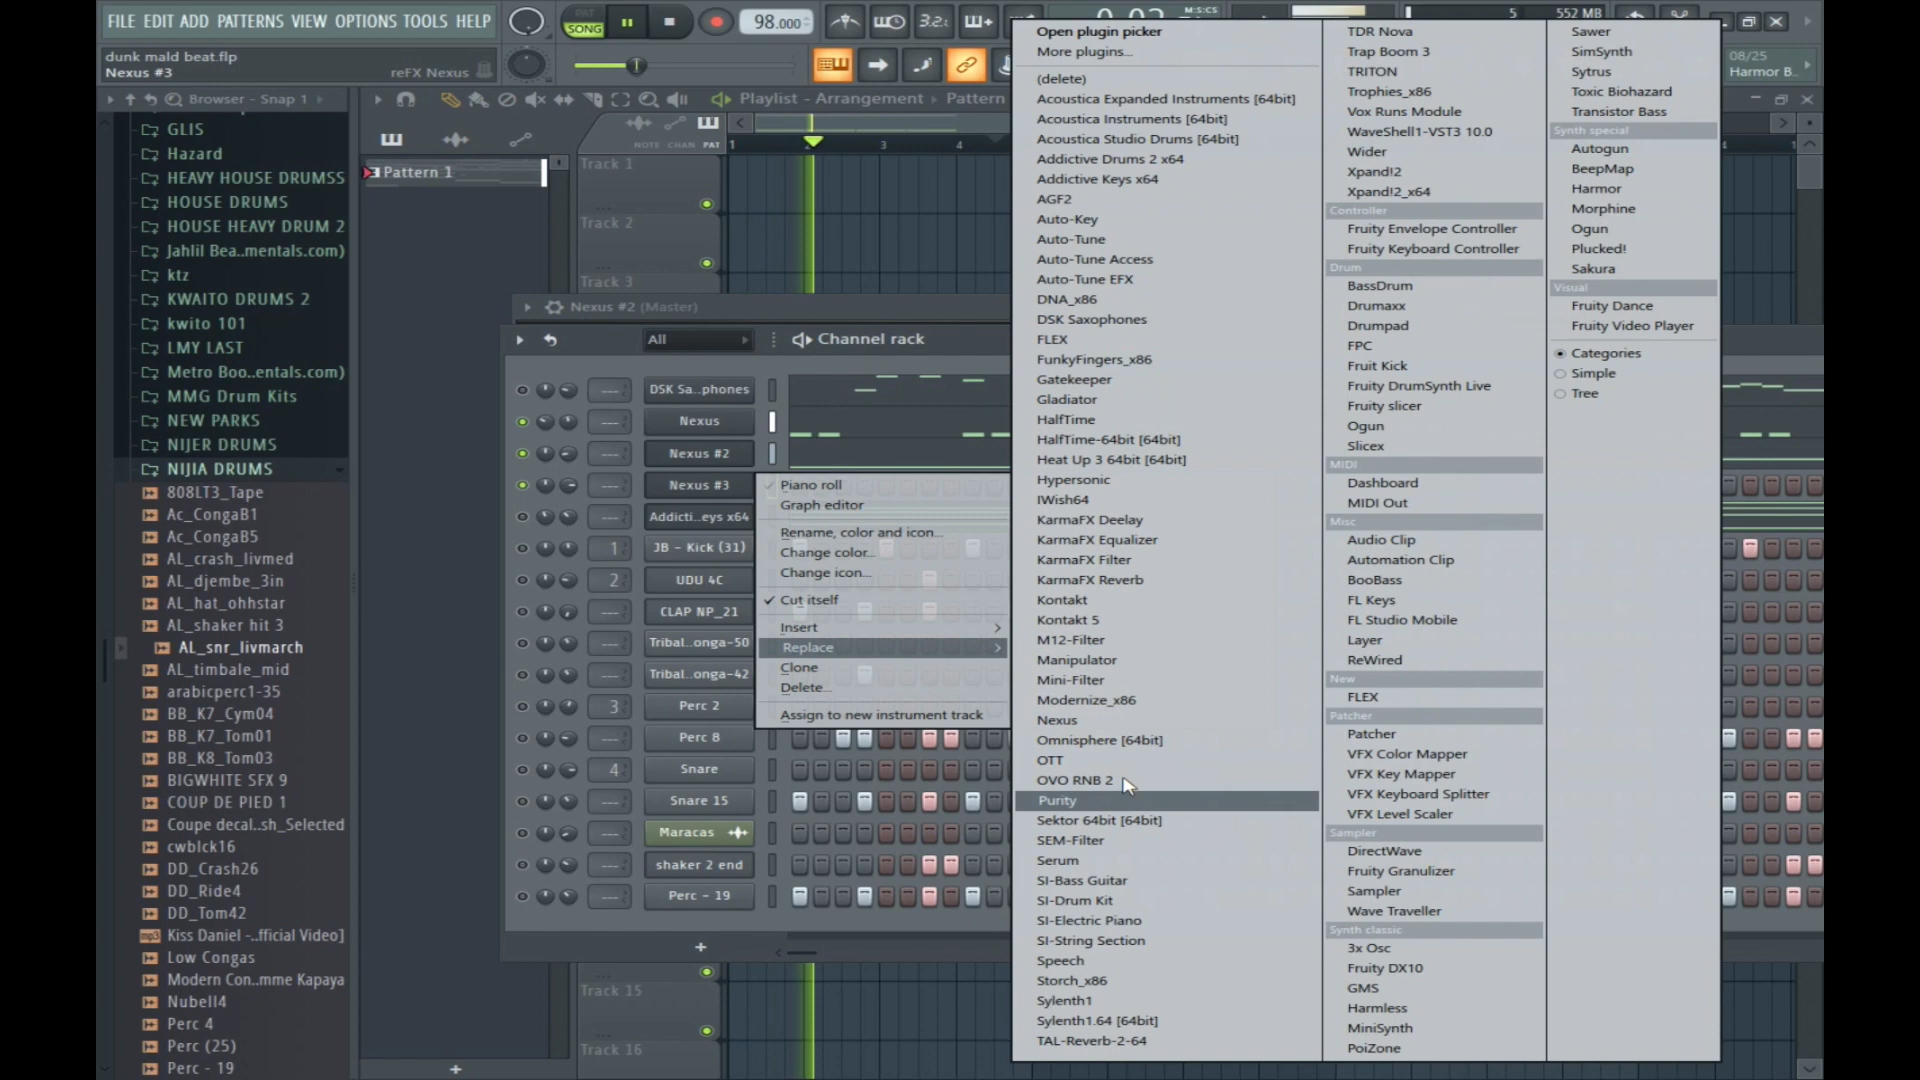 FILE EDIT ADD PATTERNS VIEW OPTIONS TOOLS HELP
PAT
SONG
98.000
3.2
M:S:CS
5
552 MB
dunk mald beat.flp
Nexus #3
reFX Nexus
08/25
Harmor B..
Browser - Snap 1
Playlist - Arrangement
Pattern
GLIS
Hazard
HEAVY HOUSE DRUMSS
HOUSE DRUMS
HOUSE HEAVY DRUM 2
Jahlil Bea..mentals.com)
ktz
KWAITO DRUMS 2
kwito 101
LMY LAST
Metro Boo..entals.com)
MMG Drum Kits
NEW PARKS
NIJER DRUMS
NIJIA DRUMS
808LT3_Tape
Ac_CongaB1
Ac_CongaB5
AL_crash_livmed
AL_djembe_3in
AL_hat_ohhstar
AL_shaker hit 3
AL_snr_livmarch
AL_timbale_mid
arabicperc1-35
BB_K7_Cym04
BB_K7_Tom01
BB_K8_Tom03
BIGWHITE SFX 9
COUP DE PIED 1
Coupe decal..sh_Selected
cwblck16
DD_Crash26
DD_Ride4
DD_Tom42
Kiss Daniel -..fficial Video]
Low Congas
Modern Con..mme Kapaya
Nubell4
Perc 4
Perc (25)
Perc - 19
Pattern 1
NOTE CHAN PAT
1
3
4
Track 1
Track 2
Track 3
Track 15
Track 16
Nexus #2 (Master)
All
Channel rack
DSK Sa..phones
Nexus
Nexus #2
Nexus #3
Addicti..eys x64
1 JB - Kick (31)
2 UDU 4C
CLAP NP_21
Tribal..onga-50
Tribal..onga-42
3 Perc 2
Perc 8
4 Snare
Snare 15
Maracas
shaker 2 end
Perc - 19
Piano roll
Graph editor
Rename, color and icon...
Change color...
Change icon...
Cut itself
Insert
Replace
Clone
Delete...
Assign to new instrument track
Open plugin picker
More plugins...
(delete)
Acoustica Expanded Instruments [64bit]
Acoustica Instruments [64bit]
Acoustica Studio Drums [64bit]
Addictive Drums 2 x64
Addictive Keys x64
AGF2
Auto-Key
Auto-Tune
Auto-Tune Access
Auto-Tune EFX
DNA_x86
DSK Saxophones
FLEX
FunkyFingers_x86
Gatekeeper
Gladiator
HalfTime
HalfTime-64bit [64bit]
Heat Up 3 64bit [64bit]
Hypersonic
IWish64
KarmaFX Deelay
KarmaFX Equalizer
KarmaFX Filter
KarmaFX Reverb
Kontakt
Kontakt 5
M12-Filter
Manipulator
Mini-Filter
Modernize_x86
Nexus
Omnisphere [64bit]
OTT
OVO RNB 2
Purity
Sektor 64bit [64bit]
SEM-Filter
Serum
SI-Bass Guitar
SI-Drum Kit
SI-Electric Piano
SI-String Section
Speech
Storch_x86
Sylenth1
Sylenth1.64 [64bit]
TAL-Reverb-2-64
TDR Nova
Trap Boom 3
TRITON
Trophies_x86
Vox Runs Module
WaveShell1-VST3 10.0
Wider
Xpand!2
Xpand!2_x64
Controller
Fruity Envelope Controller
Fruity Keyboard Controller
Drum
BassDrum
Drumaxx
Drumpad
FPC
Fruit Kick
Fruity DrumSynth Live
Fruity slicer
Ogun
Slicex
MIDI
Dashboard
MIDI Out
Misc
Audio Clip
Automation Clip
BooBass
FL Keys
FL Studio Mobile
Layer
ReWired
New
FLEX
Patcher
Patcher
VFX Color Mapper
VFX Key Mapper
VFX Keyboard Splitter
VFX Level Scaler
Sampler
DirectWave
Fruity Granulizer
Sampler
Wave Traveller
Synth classic
3x Osc
Fruity DX10
GMS
Harmless
MiniSynth
PoiZone
Sawer
SimSynth
Sytrus
Toxic Biohazard
Transistor Bass
Synth special
Autogun
BeepMap
Harmor
Morphine
Ogun
Plucked!
Sakura
Visual
Fruity Dance
Fruity Video Player
Categories
Simple
Tree